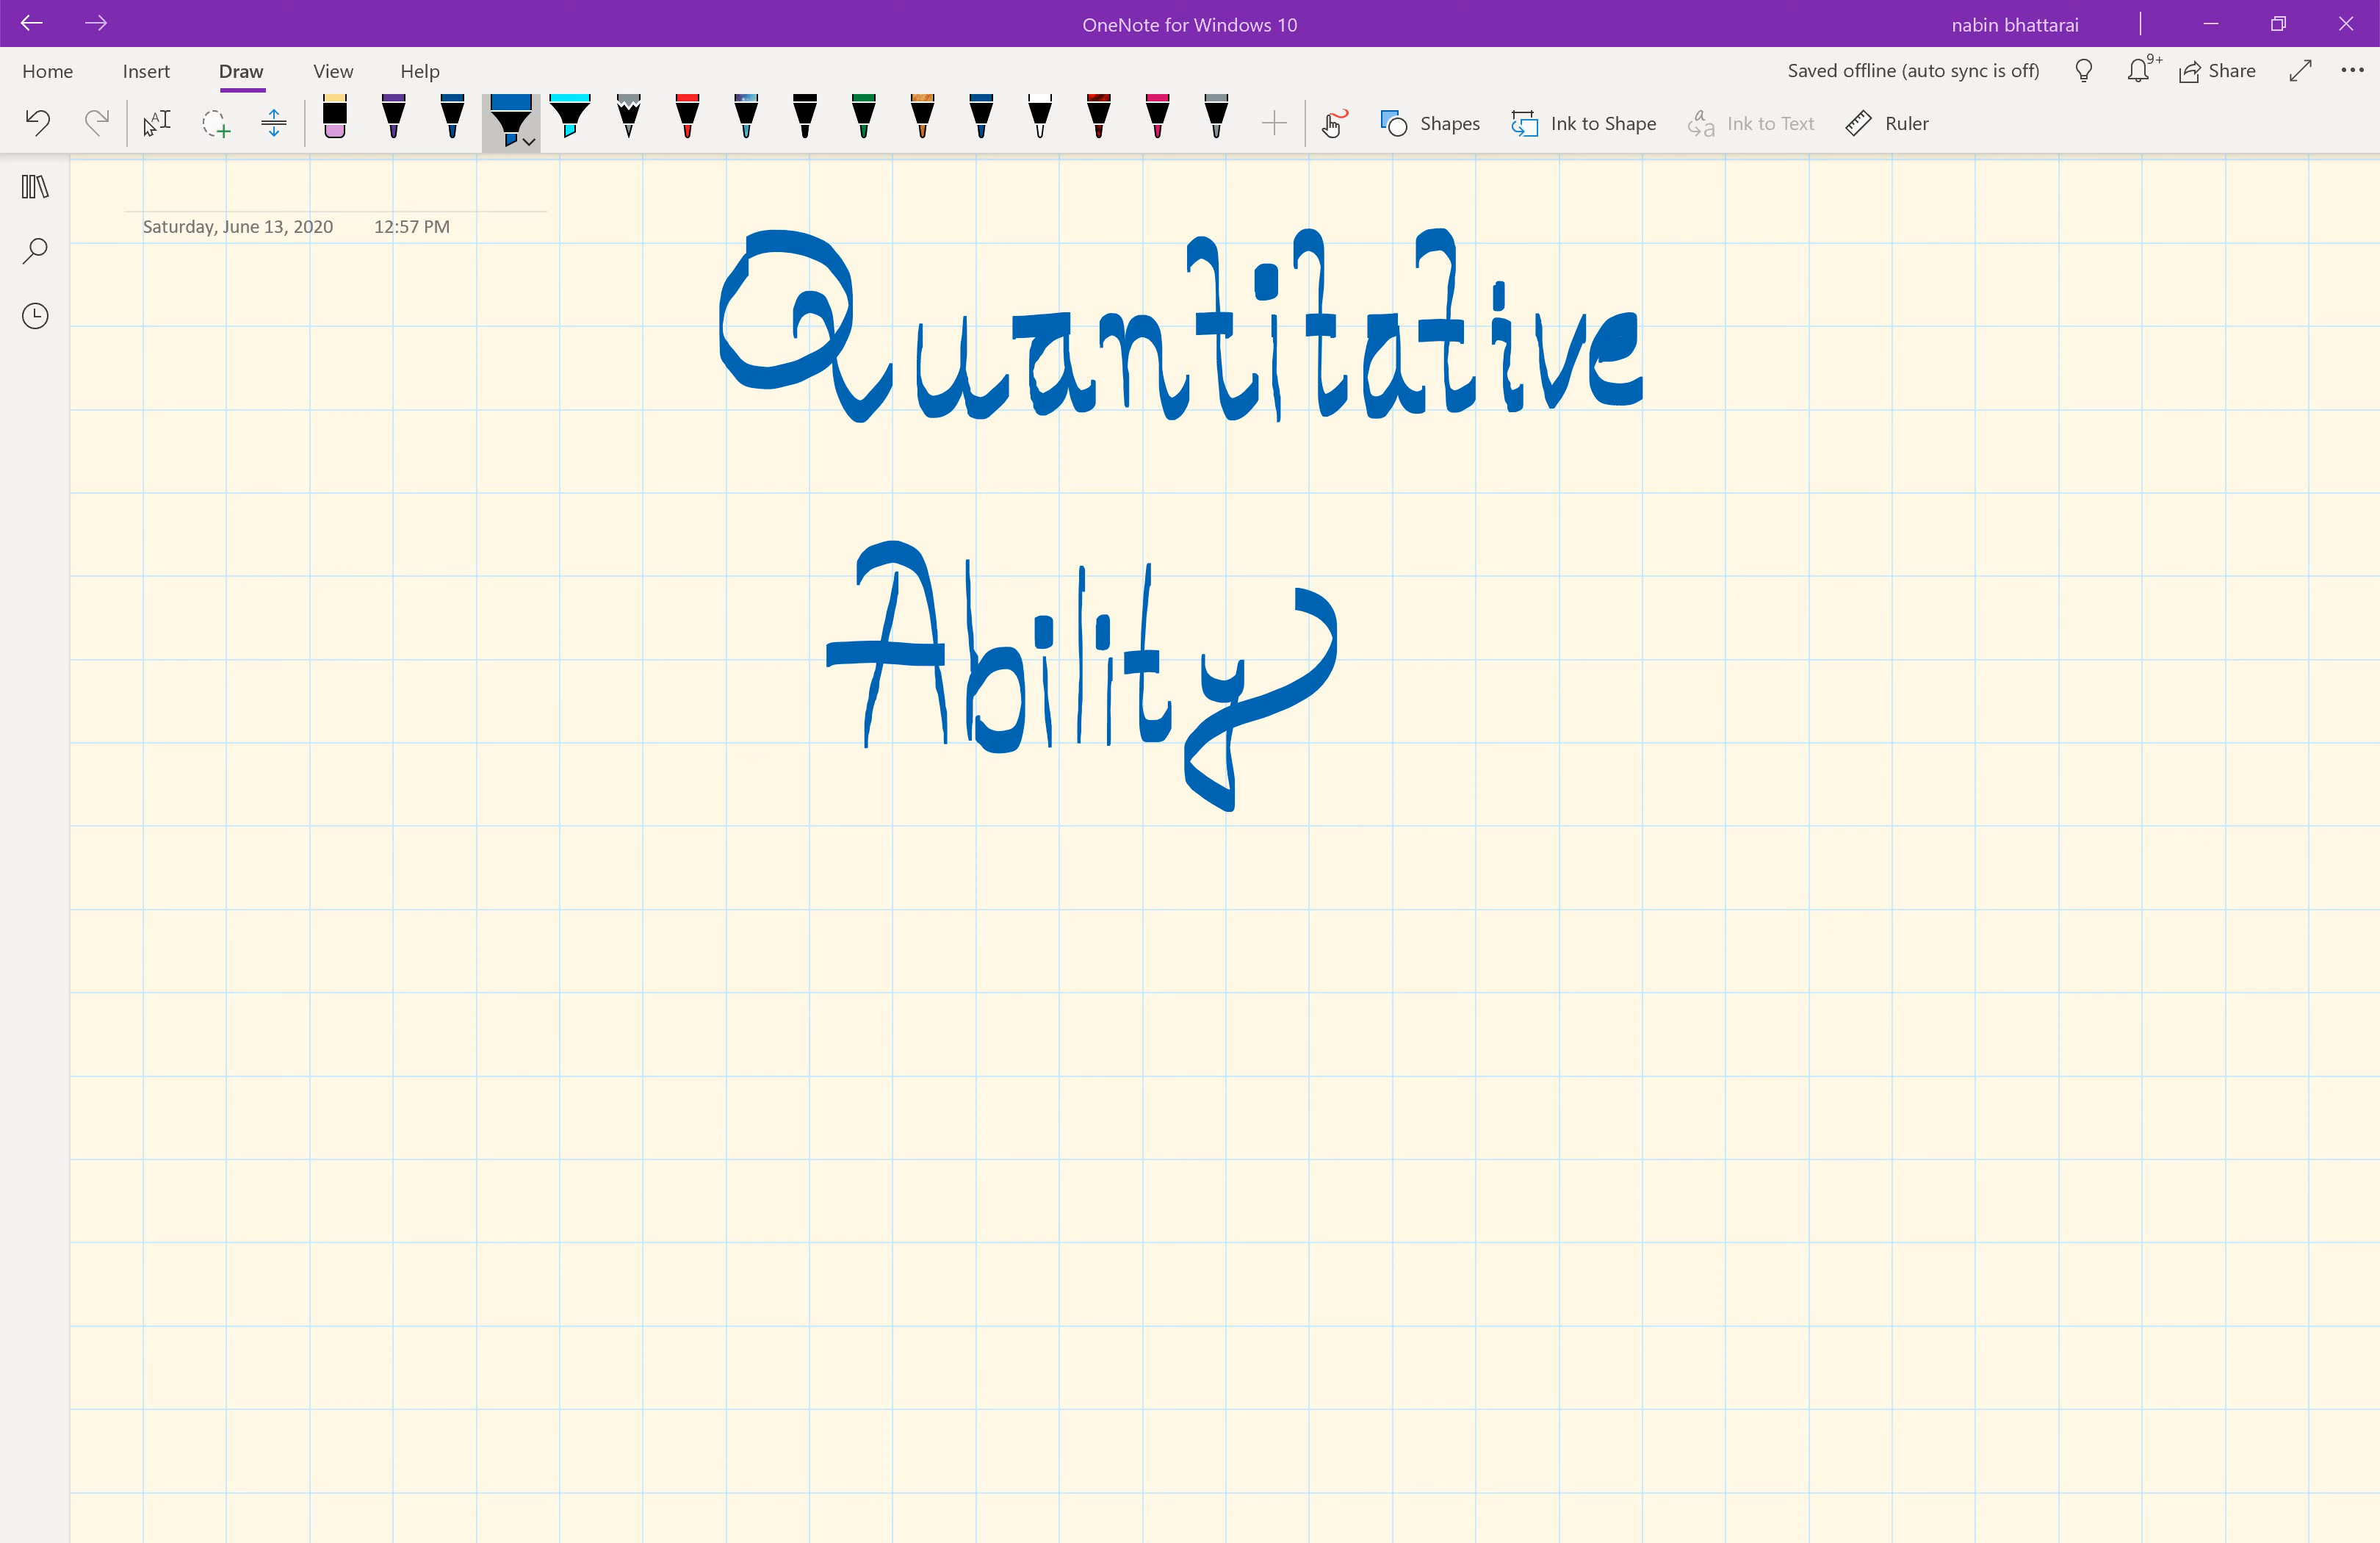 OneNote for Windows 10
nabin bhattarai
Home Insert Draw View Help
Saved offline (auto sync is off) 9+ Share
Shapes Ink to Shape Ink to Text Ruler
Saturday, June 13, 2020 12:57 PM
Quantitative
Ability